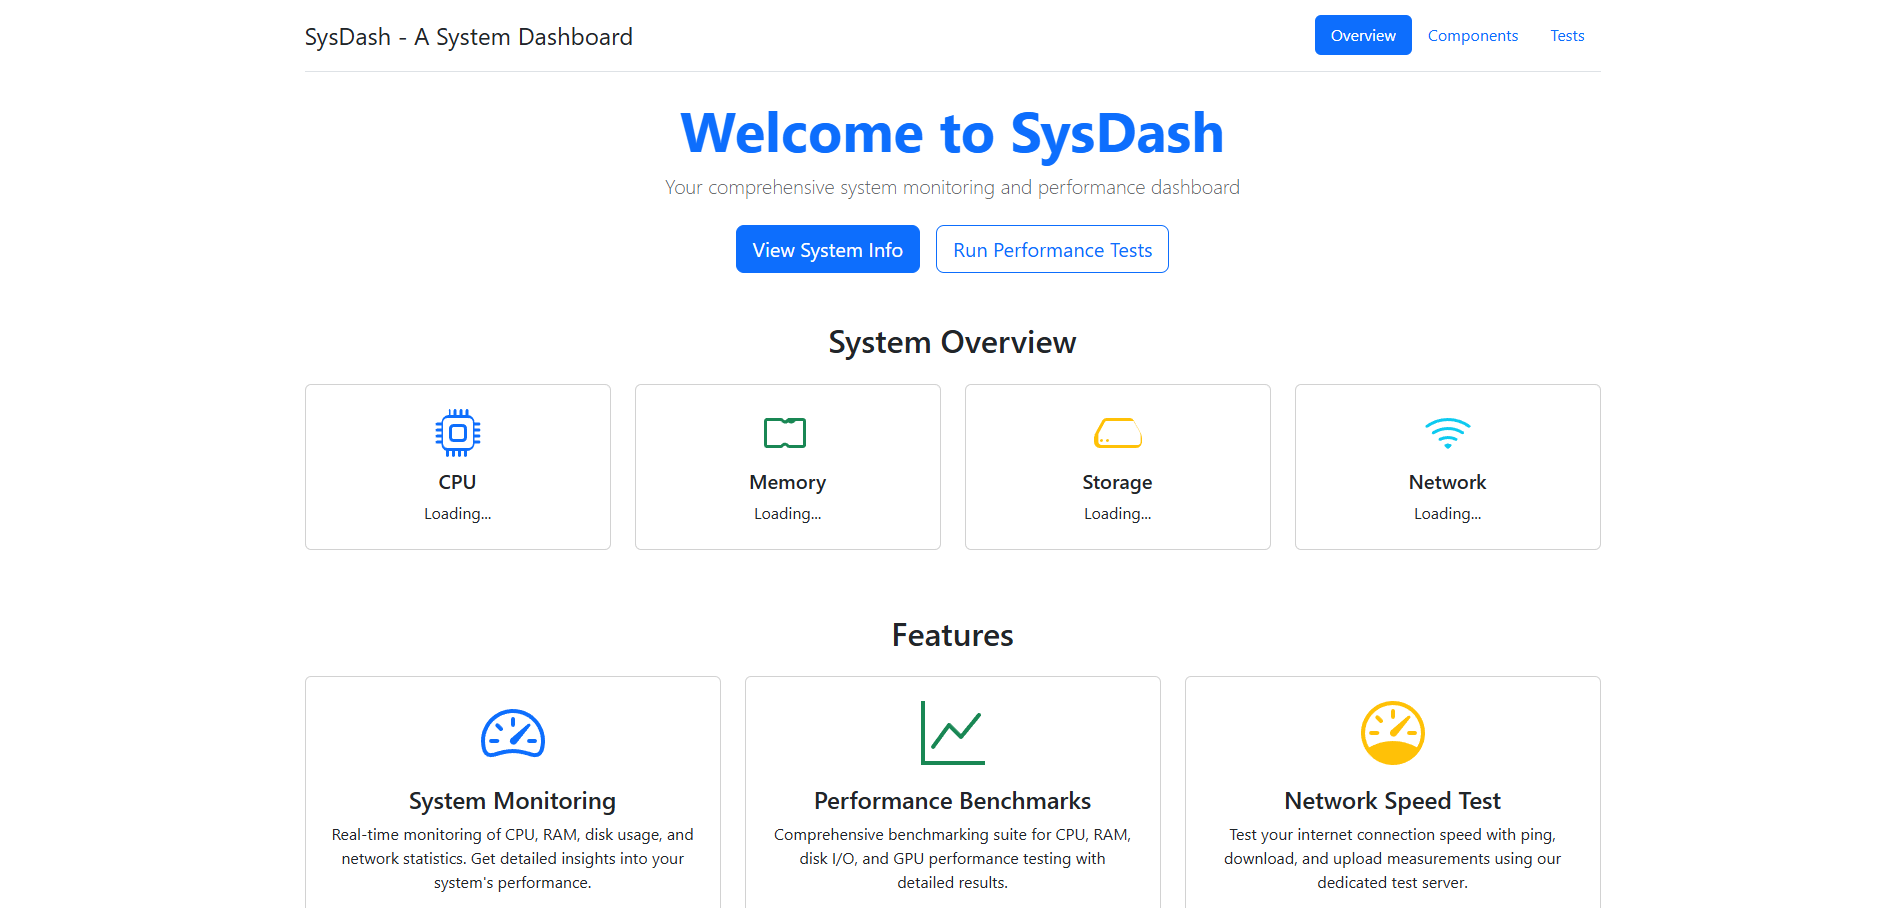 SysDash - A System Dashboard
Overview
Components
Tests
Welcome to SysDash
Your comprehensive system monitoring and performance dashboard
View System Info
Run Performance Tests
System Overview
CPU
Loading...
Memory
Loading...
Storage
Loading...
Network
Loading...
Features
System Monitoring
Real-time monitoring of CPU, RAM, disk usage, and
network statistics. Get detailed insights into your
system's performance.
Performance Benchmarks
Comprehensive benchmarking suite for CPU, RAM,
disk I/O, and GPU performance testing with
detailed results.
Network Speed Test
Test your internet connection speed with ping,
download, and upload measurements using our
dedicated test server.